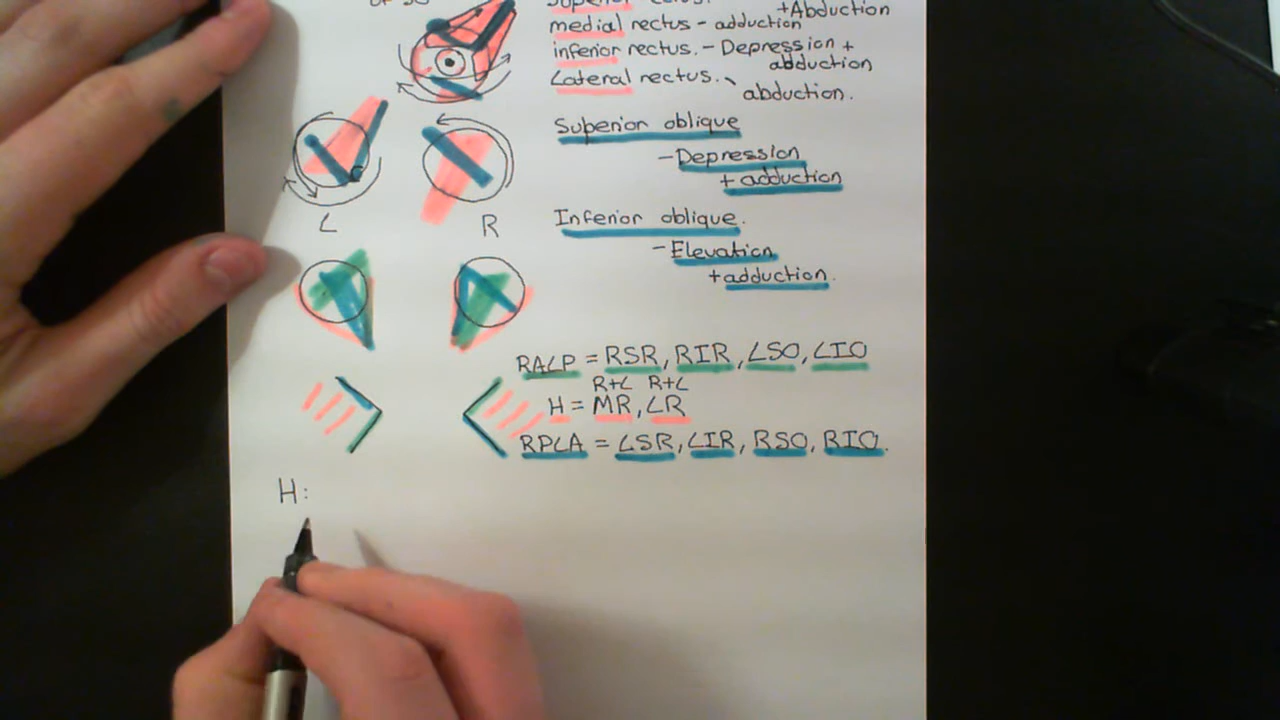 +Abduction
medial rectus - adduction
inferior rectus. - Depression +
abduction
Lateral rectus.
abduction.
Superior oblique
- Depression
+ adduction
L R
Inferior oblique.
- Elevation
+adduction.
RALP = RSR, RIR, LSO, LIO
R+L R+L
H = MR, LR
RPLA = LSR, LIR, RSO, RIO.
H: